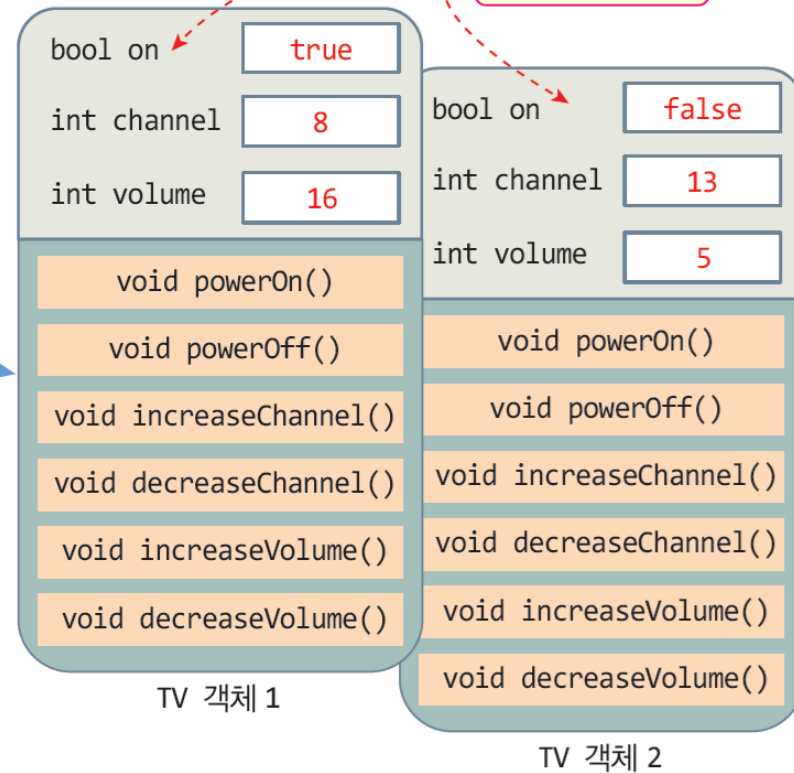 bool on true
int channel 8
int volume 16
void powerOn()
void powerOff()
void increaseChannel()
void decreaseChannel()
void increaseVolume()
void decreaseVolume()
TV 객체 1
bool on false
int channel 13
int volume 5
void powerOn()
void powerOff()
void increaseChannel()
void decreaseChannel()
void increaseVolume()
void decreaseVolume()
TV 객체 2